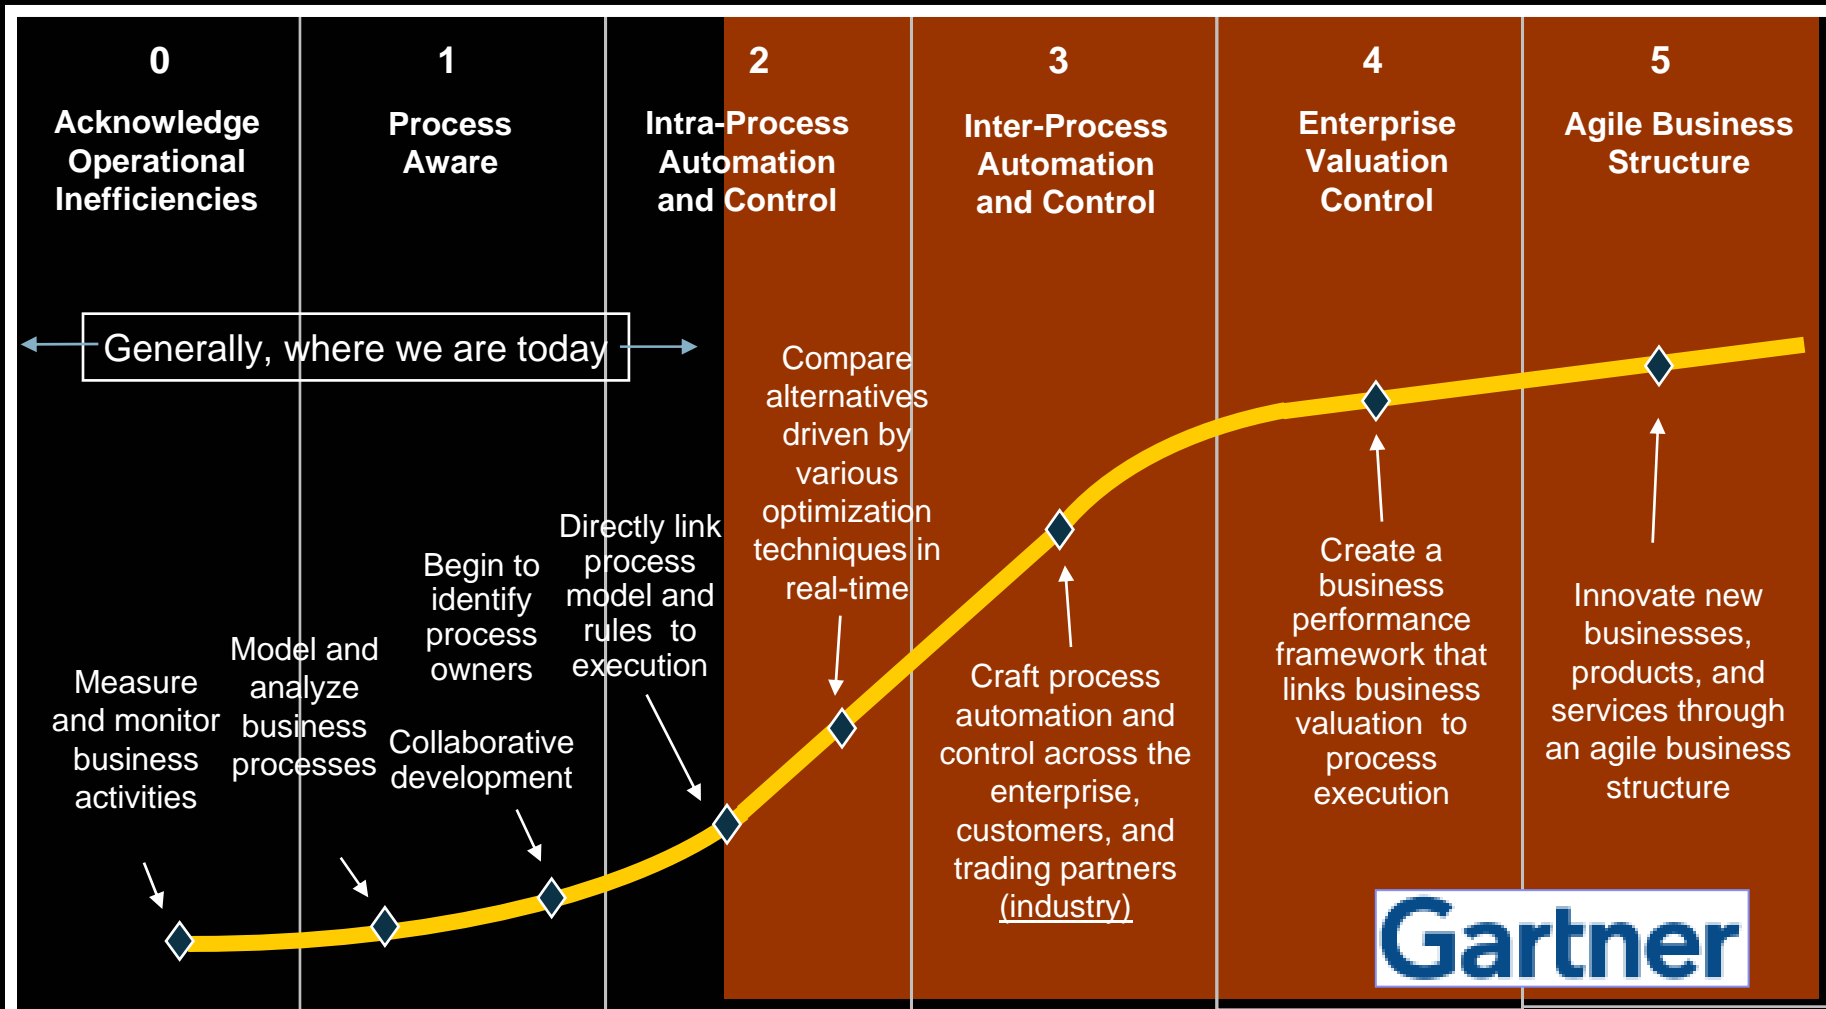 0
Acknowledge
Operational
Inefficiencies
1
Process
Aware
2
Intra-Process
Automation
and Control
3
Inter-Process
Automation
and Control
4
Enterprise
Valuation
Control
5
Agile Business
Structure
Generally, where we are today
Measure
and monitor
business
activities
Model and
analyze
business
processes
Begin to
identify
process
owners
Collaborative
development
Directly link
process
model and
rules to
execution
Compare
alternatives
driven by
various
optimization
techniques in
real-time
Craft process
automation and
control across the
enterprise,
customers, and
trading partners
(industry)
Create a
business
performance
framework that
links business
valuation to
process
execution
Innovate new
businesses,
products, and
services through
an agile business
structure
Gartner